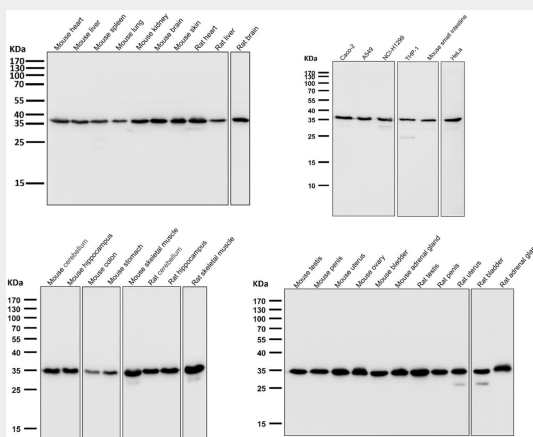 KDa
Mouse heart
Mouse liver
Mouse spleen
Mouse lung
Mouse kidney
Mouse brain
Mouse skin
Rat heart
Rat liver
Rat brain
170
130
100
70
55
40
35
25
15
KDa
Caco-2
A549
NCI-H1299
THP-1
Mouse small intestine
HeLa
170
130
100
70
55
40
35
25
15
10
KDa
Mouse cerebellum
Mouse hippocampus
Mouse colon
Mouse stomach
Mouse skeletal muscle
Rat cerebellum
Rat hippocampus
Rat skeletal muscle
170
130
100
70
55
40
35
25
15
KDa
Mouse testis
Mouse penis
Mouse uterus
Mouse ovary
Mouse bladder
Mouse adrenal gland
Rat testis
Rat penis
Rat uterus
Rat bladder
Rat adrenal glan
170
130
100
70
55
40
35
25
15